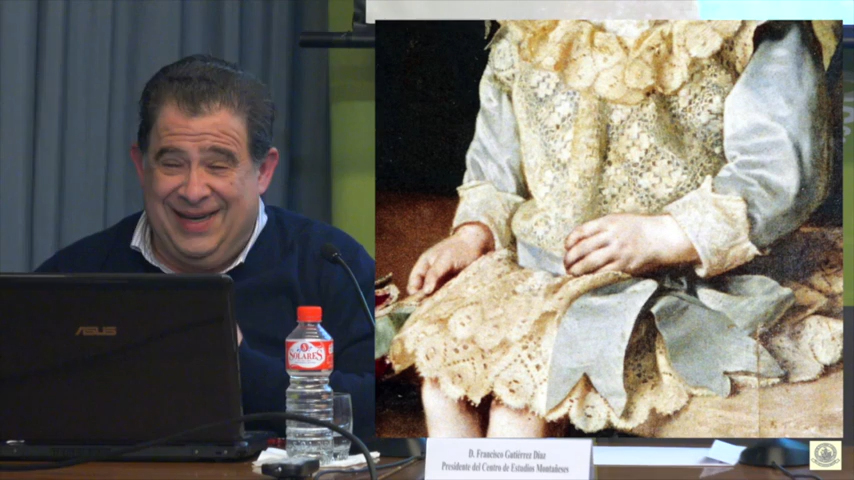 ASUS
SOLARES
D. Francisco Gutiérrez Díaz
Presidente del Centro de Estudios Montañeses